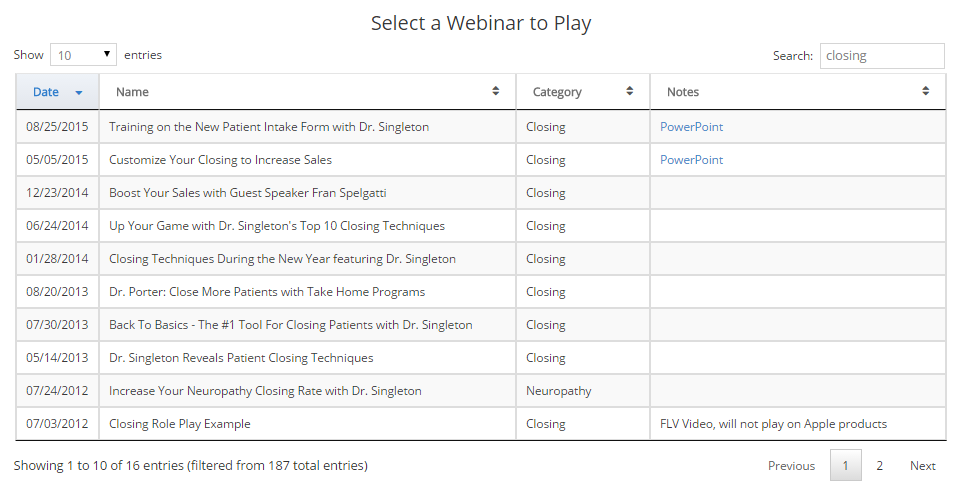 Select a Webinar to Play
Show 10 entries Search: closing
Date Name Category Notes
08/25/2015 Training on the New Patient Intake Form with Dr. Singleton Closing PowerPoint
05/05/2015 Customize Your Closing to Increase Sales Closing PowerPoint
12/23/2014 Boost Your Sales with Guest Speaker Fran Spelgatti Closing
06/24/2014 Up Your Game with Dr. Singleton's Top 10 Closing Techniques Closing
01/28/2014 Closing Techniques During the New Year featuring Dr. Singleton Closing
08/20/2013 Dr. Porter: Close More Patients with Take Home Programs Closing
07/30/2013 Back To Basics - The #1 Tool For Closing Patients with Dr. Singleton Closing
05/14/2013 Dr. Singleton Reveals Patient Closing Techniques Closing
07/24/2012 Increase Your Neuropathy Closing Rate with Dr. Singleton Neuropathy
07/03/2012 Closing Role Play Example Closing FLV Video, will not play on Apple products
Showing 1 to 10 of 16 entries (filtered from 187 total entries) Previous 1 2 Next